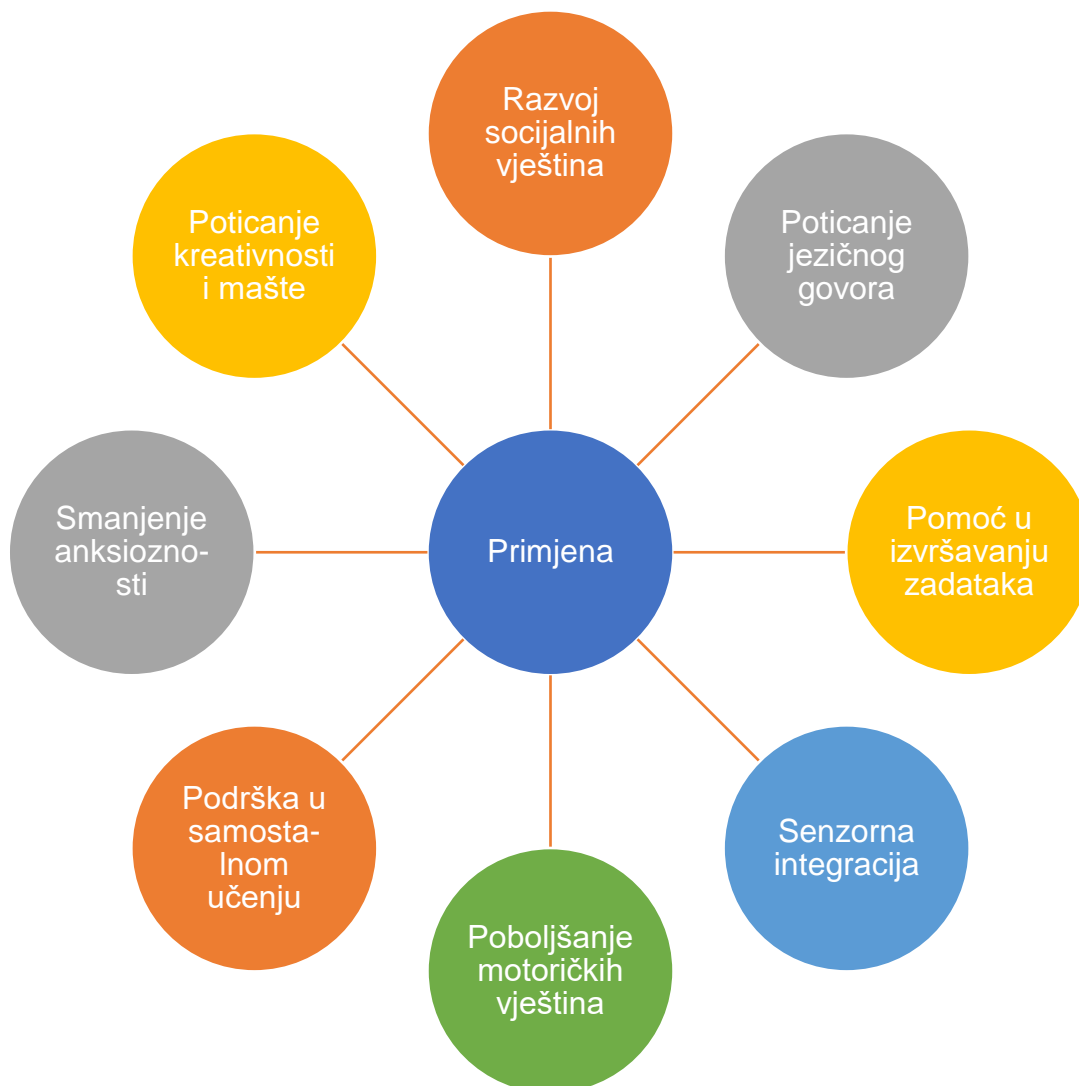 Razvoj
socijalnih
vještina
Poticanje
jezičnog
govora
Pomoć u
izvršavanju
zadataka
Senzorna
integracija
Poboljšanje
motoričkih
vještina
Podrška u
samosta-
lnom
učenju
Smanjenje
anksiozno-
sti
Poticanje
kreativnosti
i mašte
Primjena